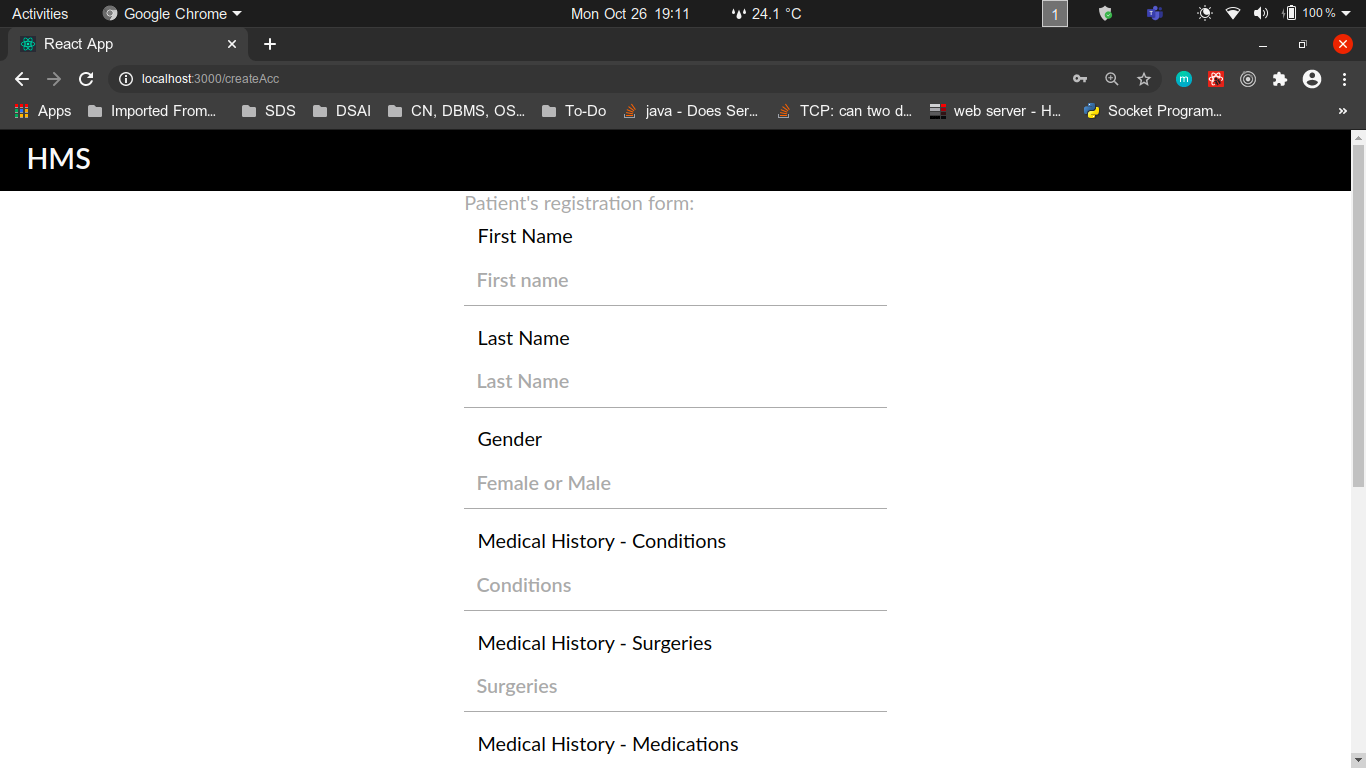 Activities Google Chrome Mon Oct 26 19:11 24.1 °C 1 100 %
React App
localhost:3000/createAcc
Apps Imported From... SDS DSAI CN, DBMS, OS... To-Do java - Does Ser... TCP: can two d... web server - H... Socket Program... »
HMS
Patient's registration form:
First Name
First name
Last Name
Last Name
Gender
Female or Male
Medical History - Conditions
Conditions
Medical History - Surgeries
Surgeries
Medical History - Medications